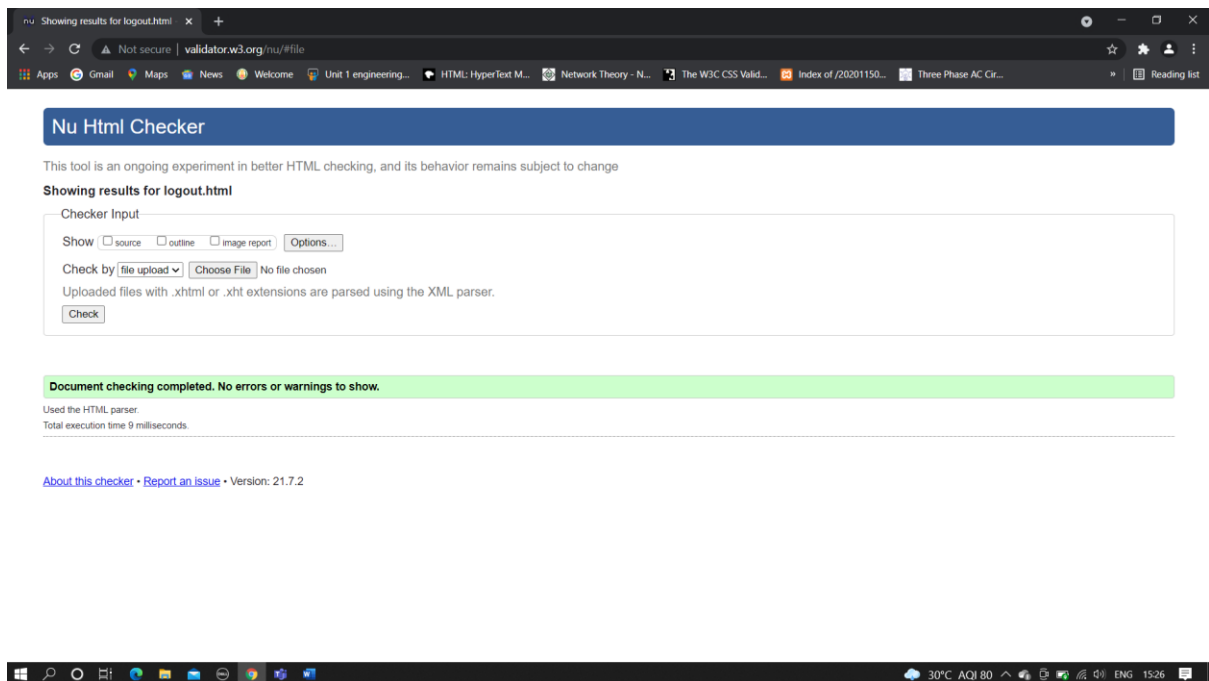 nu Showing results for logout.html
Not secure | validator.w3.org/nu/#file
Apps Gmail Maps News Welcome Unit 1 engineering... HTML: HyperText M... Network Theory - N... The W3C CSS Valid... Index of /20201150... Three Phase AC Cir... » Reading list
Nu Html Checker
This tool is an ongoing experiment in better HTML checking, and its behavior remains subject to change
Showing results for logout.html
Checker Input
Show source outline image report Options...
Check by file upload Choose File No file chosen
Uploaded files with .xhtml or .xht extensions are parsed using the XML parser.
Check
Document checking completed. No errors or warnings to show.
Used the HTML parser.
Total execution time 9 milliseconds.
About this checker • Report an issue • Version: 21.7.2
30°C AQI 80 ENG 15:26